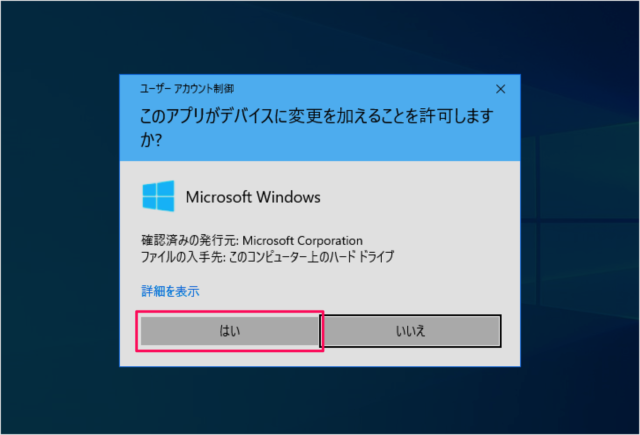 ユーザー アカウント制御
このアプリがデバイスに変更を加えることを許可します
か?
Microsoft Windows
確認済みの発行元: Microsoft Corporation
ファイルの入手先: このコンピューター上のハード ドライブ
詳細を表示
はい
いいえ